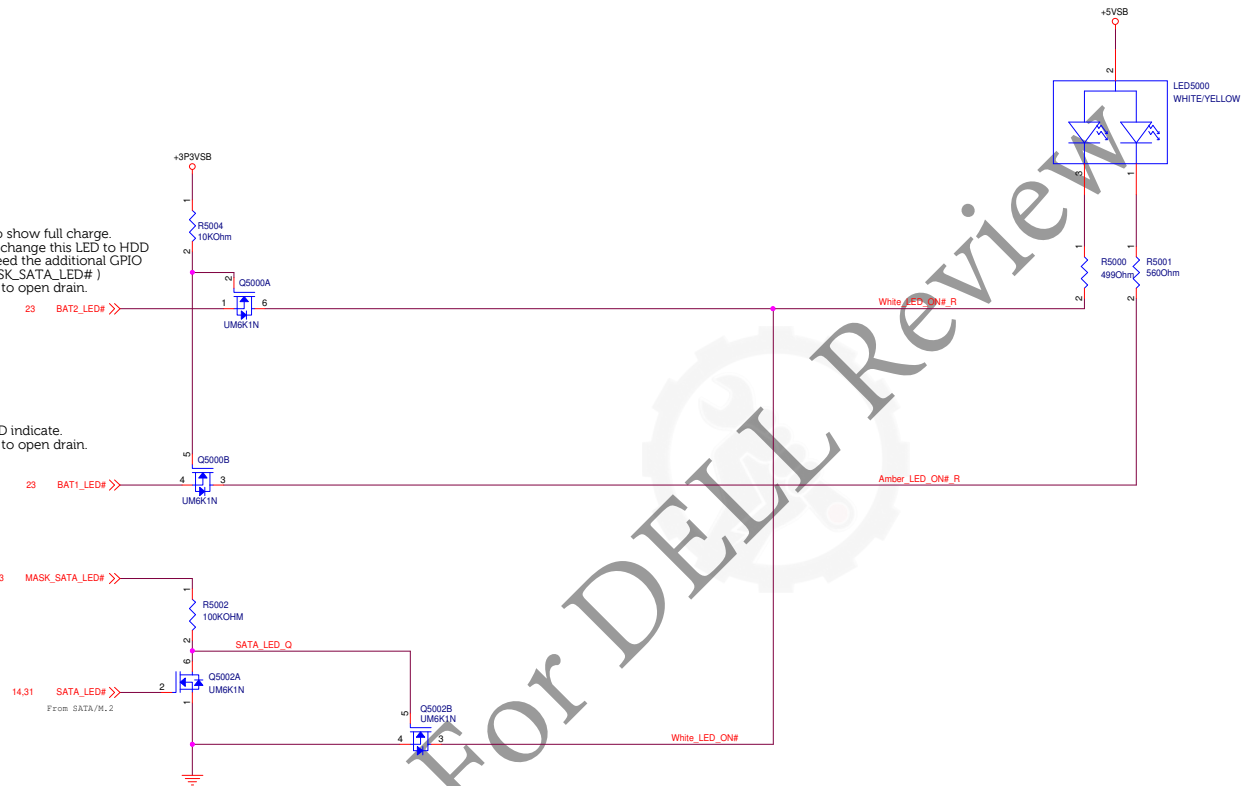 +5VSB
2
LED5000
WHITE/YELLOW
3
1
+3P3VSB
1
R5004
10KOhm
2
o show full charge.
change this LED to HDD
eed the additional GPIO
SK_SATA_LED# )
to open drain.
2
Q5000A
1
R5000
499Ohm
2
1
R5001
560Ohm
2
23 BAT2_LED#
1
6
UM6K1N
White_LED_ON#_R
D indicate.
to open drain.
5
Q5000B
23 BAT1_LED#
4
3
UM6K1N
Amber_LED_ON#_R
3 MASK_SATA_LED#
1
R5002
100KOHM
2
SATA_LED_Q
6
Q5002A
UM6K1N
14,31 SATA_LED#
2
From SATA/M.2
1
5
Q5002B
UM6K1N
4
3
White_LED_ON#
For DELL Review